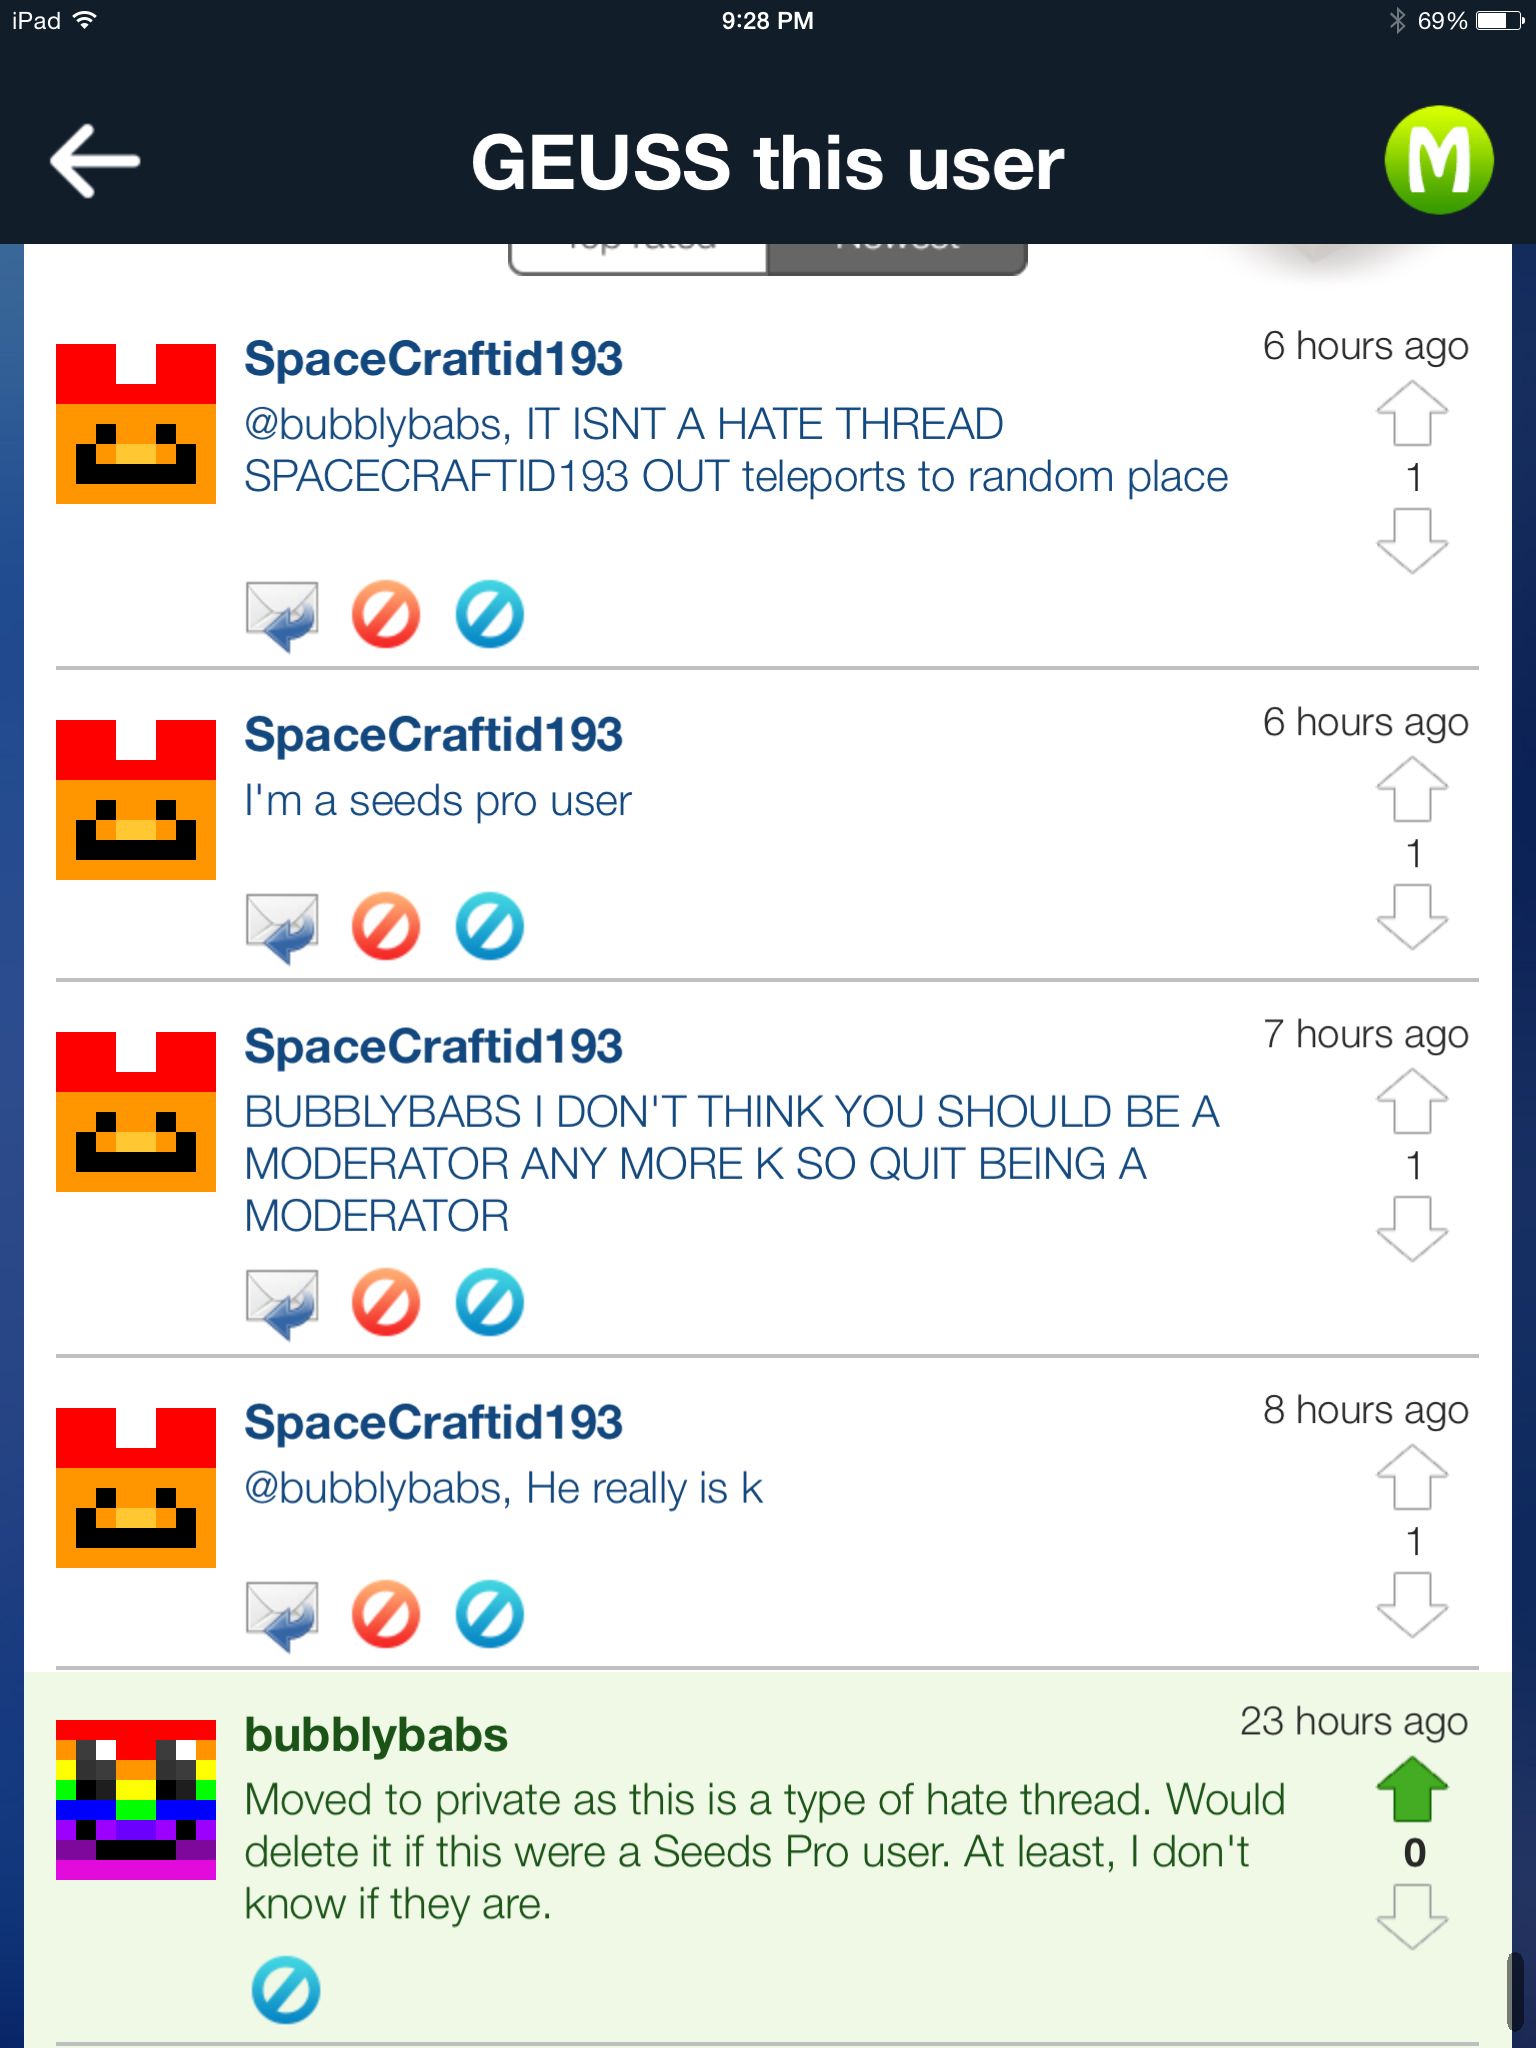 iPad
9:28 PM
69%
GEUSS this user
M
Top rated
Newest
SpaceCraftid193
6 hours ago
@bubblybabs, IT ISNT A HATE THREAD
SPACECRAFTID193 OUT teleports to random place
1
SpaceCraftid193
6 hours ago
I'm a seeds pro user
1
SpaceCraftid193
7 hours ago
BUBBLYBABS I DON'T THINK YOU SHOULD BE A
MODERATOR ANY MORE K SO QUIT BEING A
MODERATOR
1
SpaceCraftid193
8 hours ago
@bubblybabs, He really is k
1
bubblybabs
23 hours ago
Moved to private as this is a type of hate thread. Would
delete it if this were a Seeds Pro user. At least, I don't
know if they are.
0